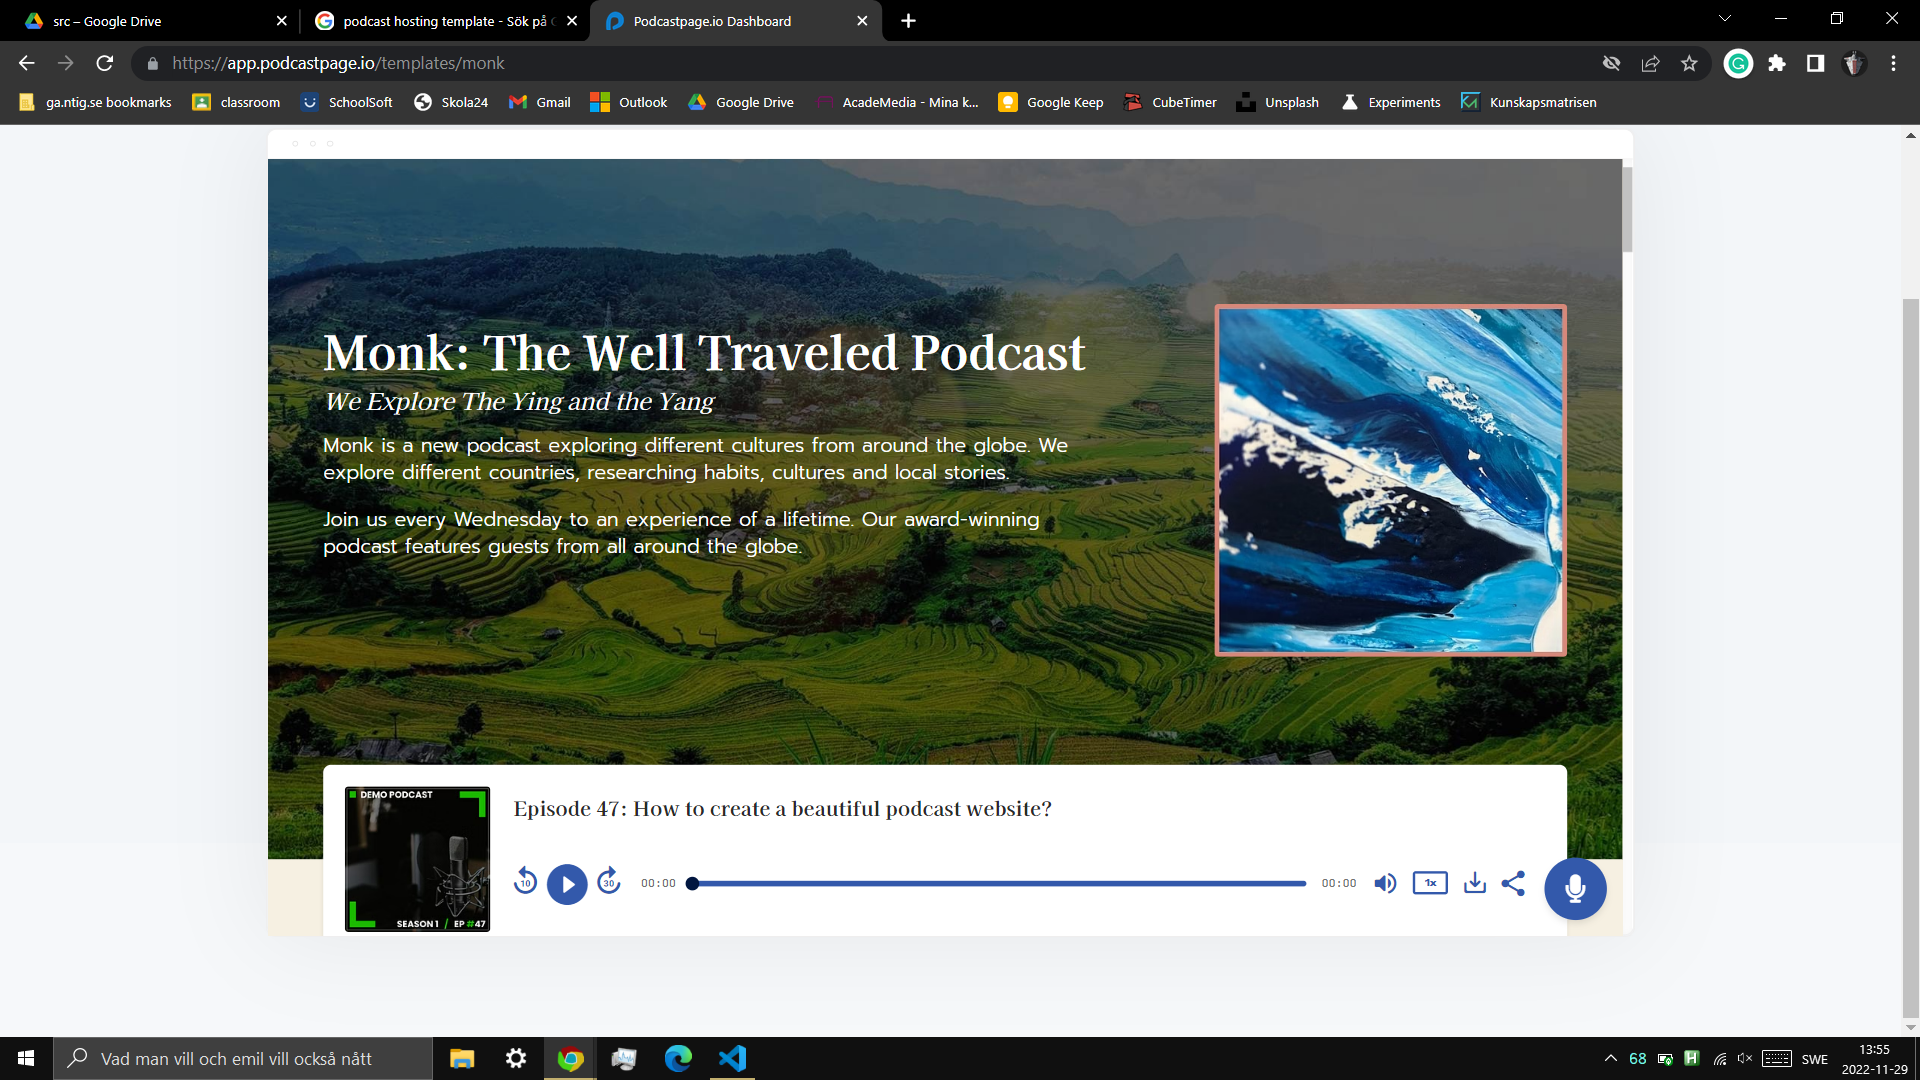 src – Google Drive
podcast hosting template - Sök på G
Podcastpage.io Dashboard
https://app.podcastpage.io/templates/monk
ga.ntig.se bookmarks
classroom
SchoolSoft
Skola24
Gmail
Outlook
Google Drive
AcadeMedia - Mina k...
Google Keep
CubeTimer
Unsplash
Experiments
Kunskapsmatrisen
Monk: The Well Traveled Podcast
We Explore The Ying and the Yang
Monk is a new podcast exploring different cultures from around the globe. We
explore different countries, researching habits, cultures and local stories.
Join us every Wednesday to an experience of a lifetime. Our award-winning
podcast features guests from all around the globe.
DEMO PODCAST
SEASON 1 / EP #47
Episode 47: How to create a beautiful podcast website?
10
30
00:00
00:00
1x
Vad man vill och emil vill också nått
68
SWE
13:55
2022-11-29